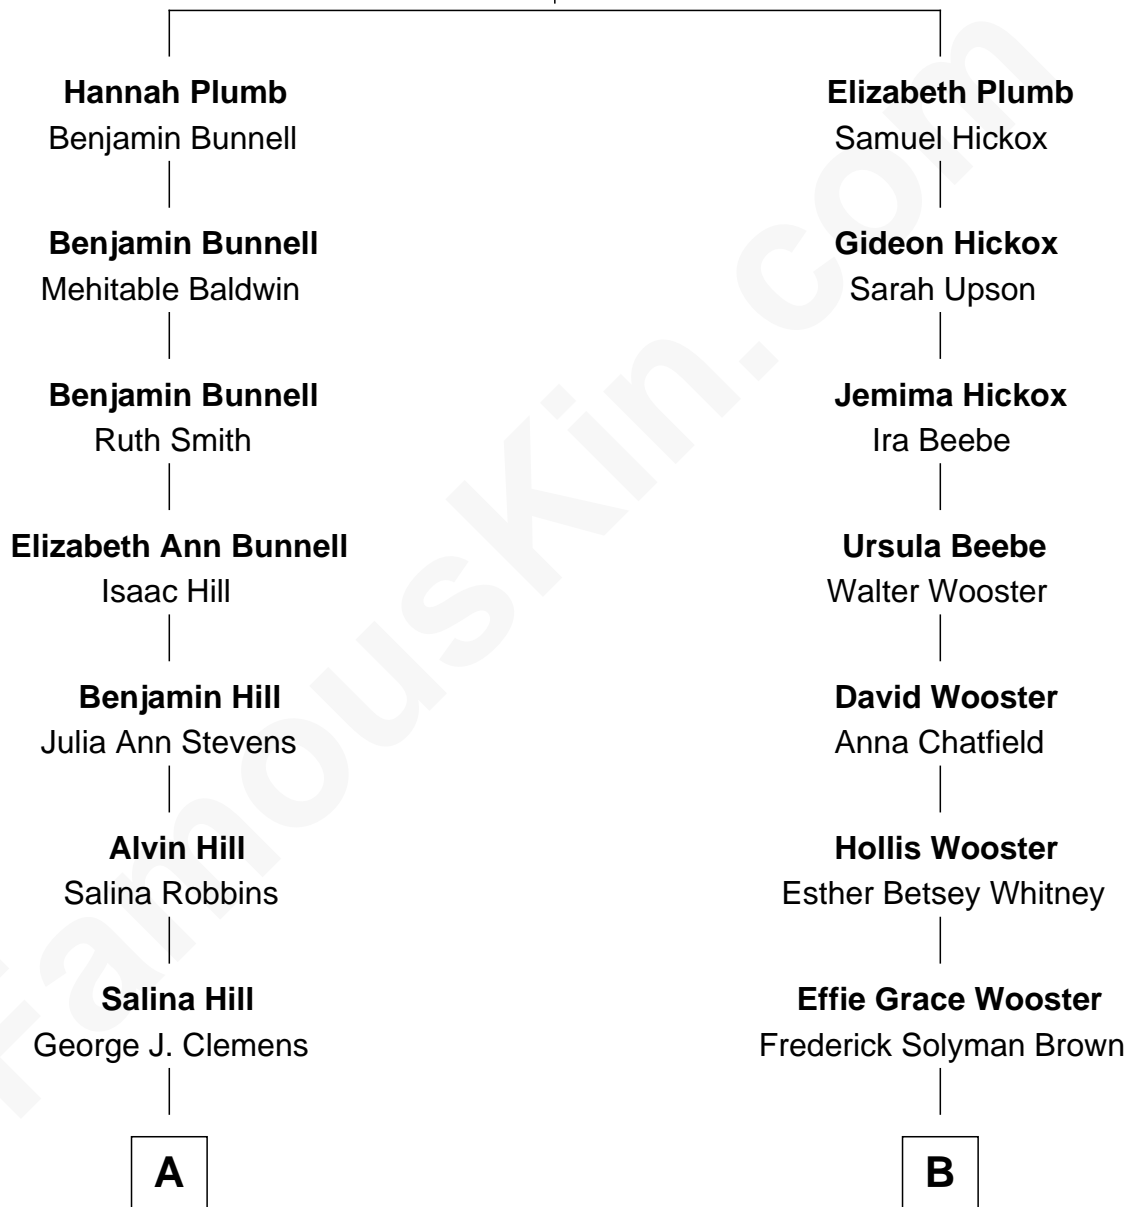 Hannah Plumb
Benjamin Bunnell
Benjamin Bunnell
Mehitable Baldwin
Benjamin Bunnell
Ruth Smith
Elizabeth Ann Bunnell
Isaac Hill
Benjamin Hill
Julia Ann Stevens
Alvin Hill
Salina Robbins
Salina Hill
George J. Clemens
A
Elizabeth Plumb
Samuel Hickox
Gideon Hickox
Sarah Upson
Jemima Hickox
Ira Beebe
Ursula Beebe
Walter Wooster
David Wooster
Anna Chatfield
Hollis Wooster
Esther Betsey Whitney
Effie Grace Wooster
Frederick Solyman Brown
B
FamousKin.com